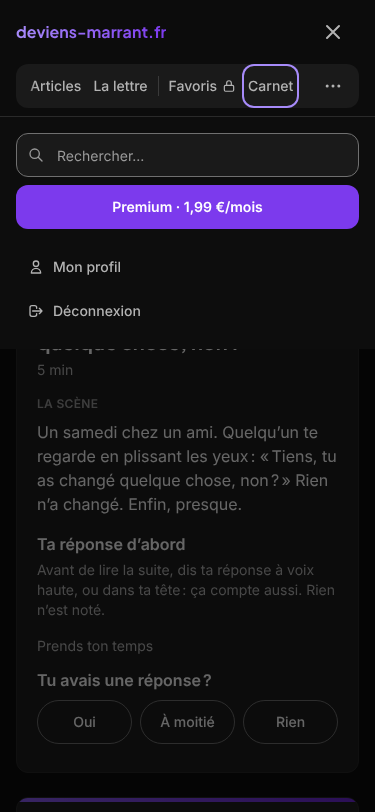 deviens-marrant.fr
Articles La lettre Favoris Carnet ...
Rechercher...
Premium · 1,99 €/mois
Mon profil
Déconnexion
quelque chose, non ?
5 min
LA SCÈNE
Un samedi chez un ami. Quelqu’un te
regarde en plissant les yeux : « Tiens, tu
as changé quelque chose, non ? » Rien
n’a changé. Enfin, presque.
Ta réponse d’abord
Avant de lire la suite, dis ta réponse à voix
haute, ou dans ta tête : ça compte aussi. Rien
n’est noté.
Prends ton temps
Tu avais une réponse ?
Oui À moitié Rien